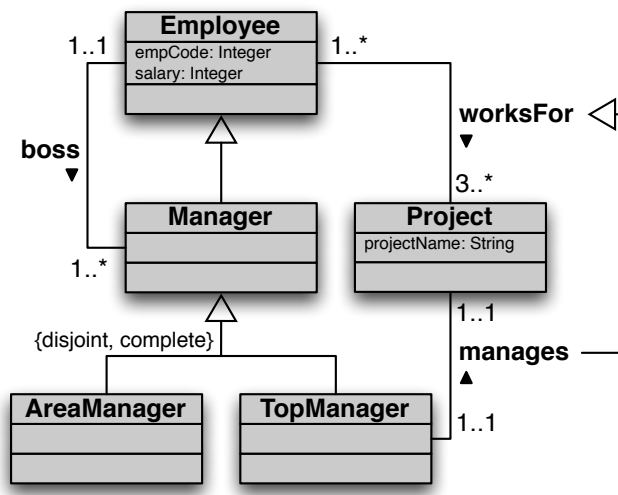 Employee
empCode: Integer
salary: Integer
1..1
1..*
boss
▼
worksFor
▼
3..*
Manager
Project
projectName: String
1..*
1..1
{disjoint, complete}
manages
▲
AreaManager
TopManager
1..1